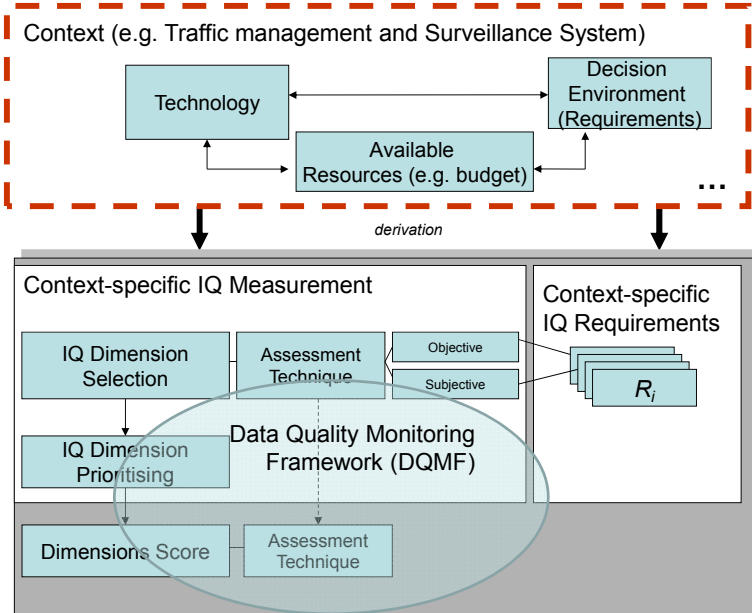 Context (e.g. Traffic management and Surveillance System)
Technology
Decision
Environment
(Requirements)
Available
Resources (e.g. budget)
...
derivation
Context-specific IQ Measurement
Context-specific
IQ Requirements
IQ Dimension
Selection
Assessment
Technique
Objective
Subjective
R_i
IQ Dimension
Prioritising
Data Quality Monitoring
Framework (DQMF)
Dimensions Score
Assessment
Technique